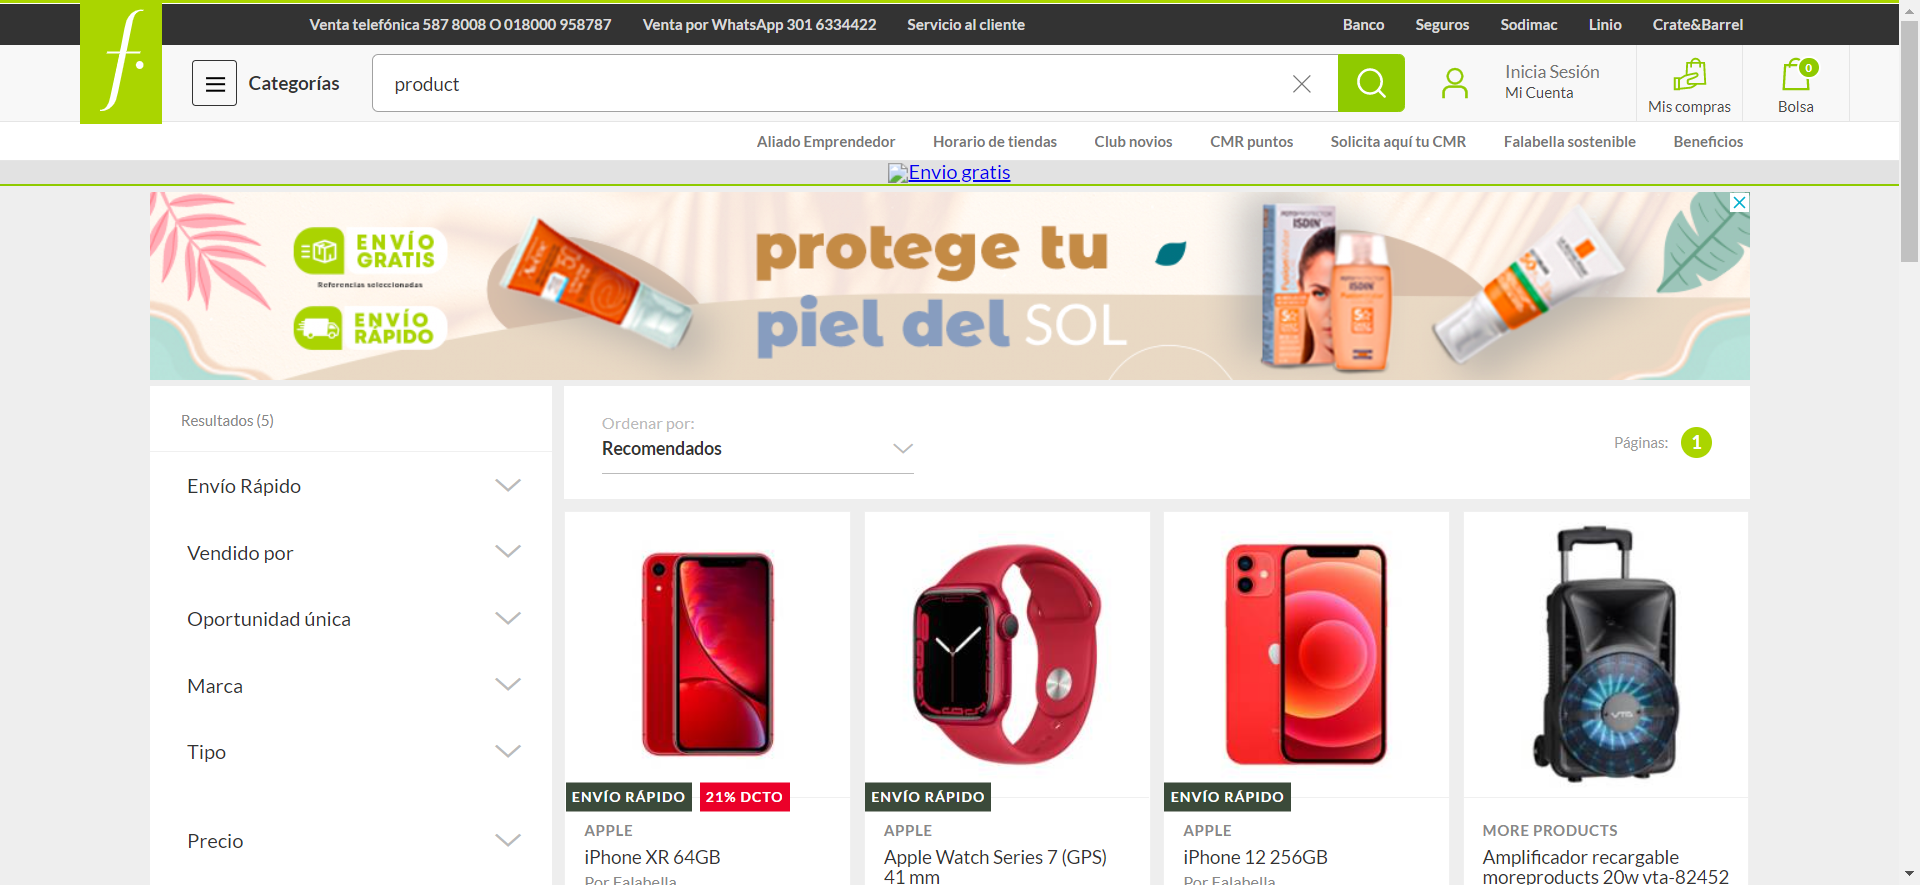 Venta telefónica 587 8008 O 018000 958787
Venta por WhatsApp 301 6334422
Servicio al cliente
Banco
Seguros
Sodimac
Linio
Crate&Barrel
f.
Categorías
product
Inicia Sesión
Mi Cuenta
Mis compras
0
Bolsa
Aliado Emprendedor
Horario de tiendas
Club novios
CMR puntos
Solicita aquí tu CMR
Falabella sostenible
Beneficios
Envio gratis
ENVÍO
GRATIS
Referencias seleccionadas
ENVÍO
RÁPIDO
protege tu
piel del SOL
ISDIN
ISDIN
Resultados (5)
Ordenar por:
Recomendados
Páginas: 1
Envío Rápido
Vendido por
Oportunidad única
Marca
Tipo
Precio
ENVÍO RÁPIDO
21% DCTO
APPLE
iPhone XR 64GB
Por Falabella
ENVÍO RÁPIDO
APPLE
Apple Watch Series 7 (GPS)
41 mm
ENVÍO RÁPIDO
APPLE
iPhone 12 256GB
Por Falabella
VTA
MORE PRODUCTS
Amplificador recargable
moreproducts 20w vta-82452